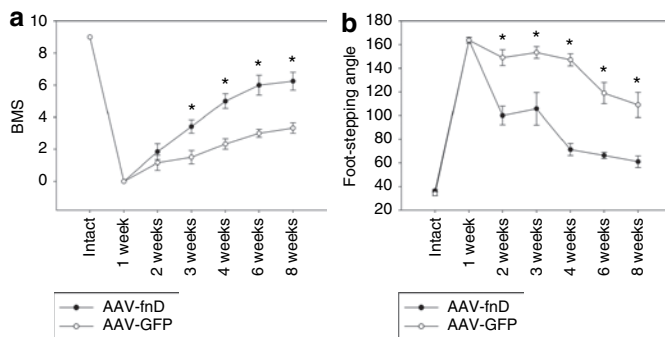 a
10
8
6
4
2
0
BMS
* * * *
Intact
1 week
2 weeks
3 weeks
4 weeks
6 weeks
8 weeks
AAV-fnD
AAV-GFP
b
180
160
140
120
100
80
60
40
20
Foot-stepping angle
* * * * *
Intact
1 week
2 weeks
3 weeks
4 weeks
6 weeks
8 weeks
AAV-fnD
AAV-GFP